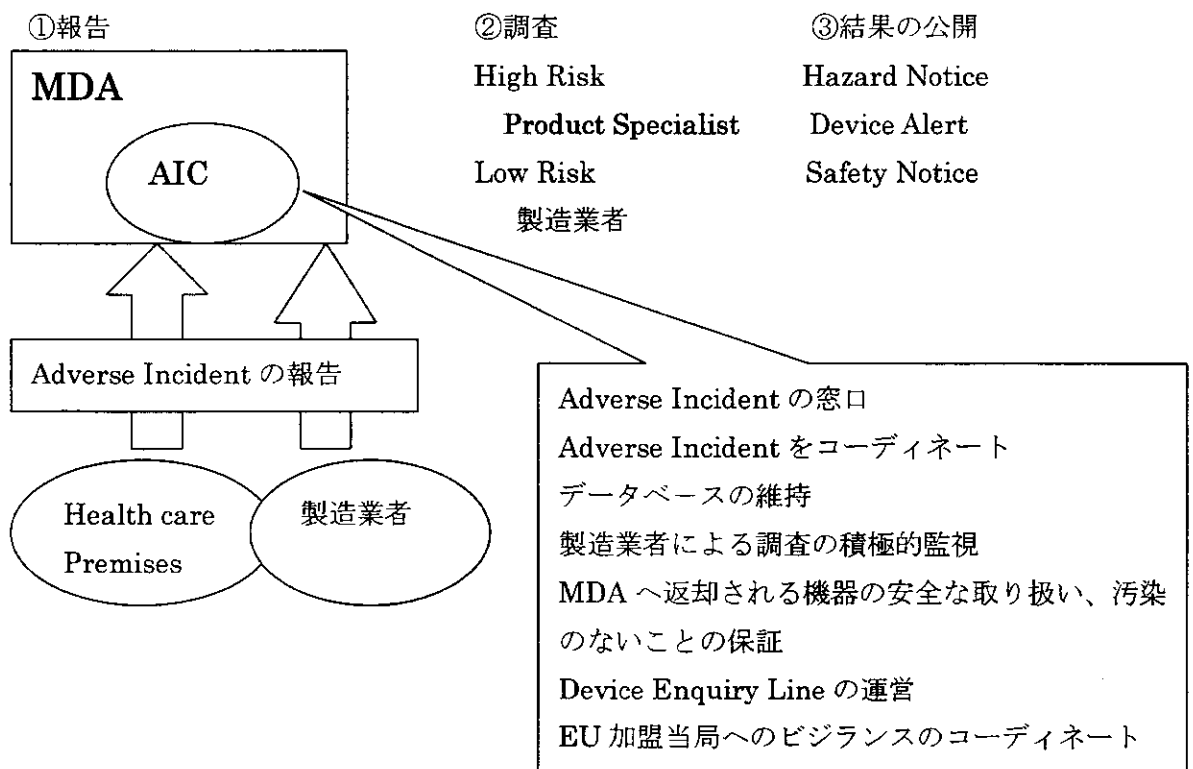 ①報告
MDA
AIC
Adverse Incident の報告
Health care
Premises
製造業者
②調査
High Risk
Product Specialist
Low Risk
製造業者
③結果の公開
Hazard Notice
Device Alert
Safety Notice
Adverse Incident の窓口
Adverse Incident をコーディネート
データベースの維持
製造業者による調査の積極的監視
MDA へ返却される機器の安全な取り扱い、汚染
のないことの保証
Device Enquiry Line の運営
EU 加盟当局へのビジランスのコーディネート